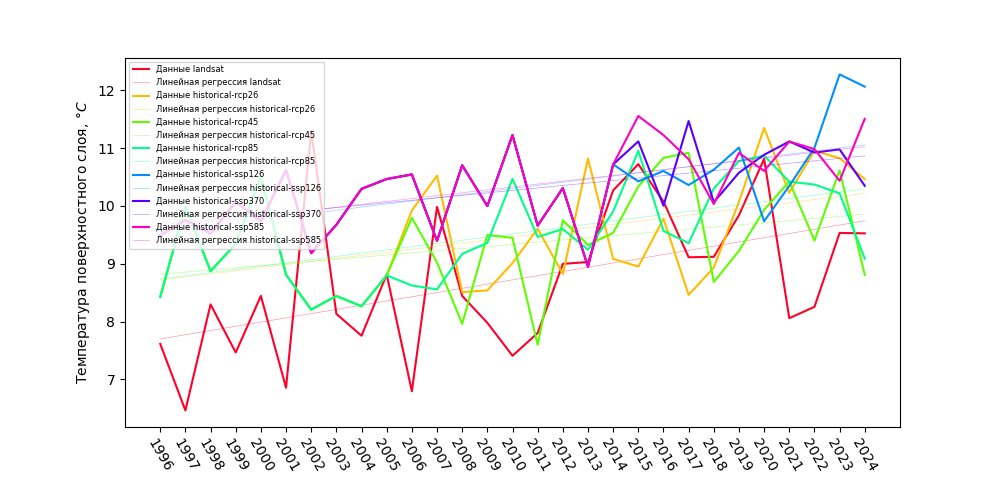 Температура поверхностного слоя, °C
12
11
10
9
8
7
Данные landsat
Линейная регрессия landsat
Данные historical-rcp26
Линейная регрессия historical-rcp26
Данные historical-rcp45
Линейная регрессия historical-rcp45
Данные historical-rcp85
Линейная регрессия historical-rcp85
Данные historical-ssp126
Линейная регрессия historical-ssp126
Данные historical-ssp370
Линейная регрессия historical-ssp370
Данные historical-ssp585
Линейная регрессия historical-ssp585
1996 1997 1998 1999 2000 2001 2002 2003 2004 2005 2006 2007 2008 2009 2010 2011 2012 2013 2014 2015 2016 2017 2018 2019 2020 2021 2022 2023 2024